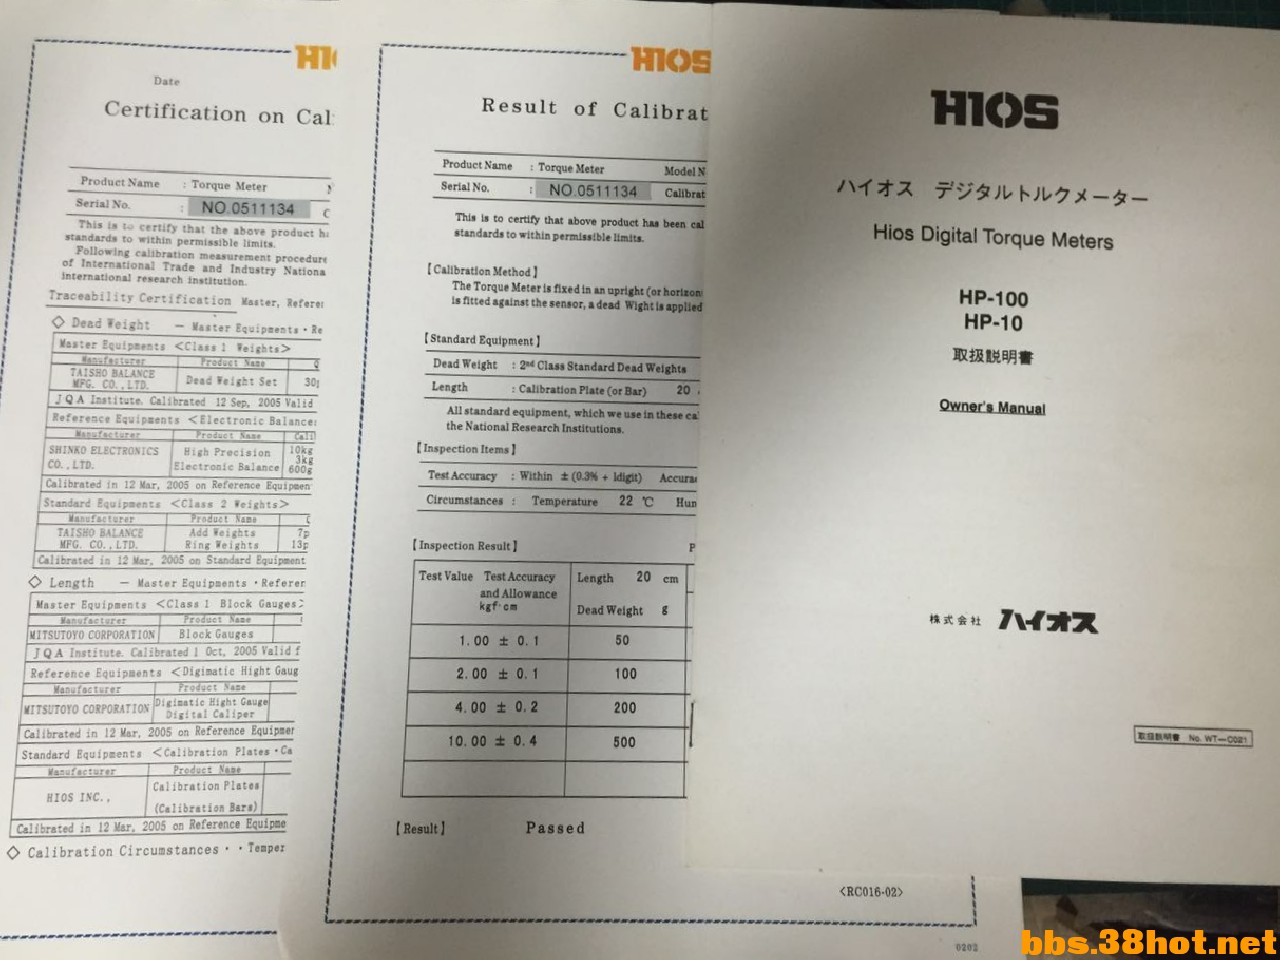 HIOS
Date
Certification on Cal
Product Name : Torque Meter
Serial No. : NO.0511134
This is to certify that the above product ha
standards to within permissible limits.
Following calibration measurement procedure
of International Trade and Industry Nationa
international research institution.
Traceability Certification Master, Referen
◇ Dead Weight — Master Equipments・Re
Master Equipments <Class 1 Weights>
Manufacturer Product Name Q
TAISHO BALANCE
MFG. CO., LTD. Dead Weight Set 30p
JQA Institute. Calibrated 12 Sep, 2005 Valid
Reference Equipments <Electronic Balances
Manufacturer Product Name Cali
SHINKO ELECTRONICS
CO., LTD. High Precision
Electronic Balance
10kg
3kg
600g
Calibrated in 12 Mar, 2005 on Reference Equipmen
Standard Equipments <Class 2 Weights>
Manufacturer Product Name
TAISHO BALANCE Add Weights 7p
MFG. CO., LTD. Ring Weights 13p
Calibrated in 12 Mar, 2005 on Standard Equipment
◇ Length — Master Equipments・Referen
Master Equipments <Class 1 Block Gauges>
Manufacturer Product Name
MITSUTOYO CORPORATION Block Gauges
JQA Institute. Calibrated 1 Oct, 2005 Valid f
Reference Equipments <Digimatic Hight Gaug
Manufacturer Product Name
MITSUTOYO CORPORATION Digimatic Hight Gauge
Digital Caliper
Calibrated in 12 Mar, 2005 on Reference Equipmen
Standard Equipments <Calibration Plates・Ca
Manufacturer Product Name
HIOS INC., Calibration Plates
(Calibration Bars)
Calibrated in 12 Mar, 2005 on Reference Equipme
◇ Calibration Circumstances・・Temper
HIOS
Result of Calibrat
Product Name : Torque Meter Model N
Serial No. : NO.0511134 Calibrat
This is to certify that above product has been cal
standards to within permissible limits.
[Calibration Method]
The Torque Meter is fixed in an upright (or horizon
is fitted against the sensor, a dead Wight is applied
[Standard Equipment]
Dead Weight : 2nd Class Standard Dead Weights
Length : Calibration Plate (or Bar) 20
All standard equipment, which we use in these ca
the National Research Institutions.
[Inspection Items]
Test Accuracy : Within ±(0.3% + 1digit) Accura
Circumstances : Temperature 22 ℃ Hum
[Inspection Result] P
Test Value Test Accuracy
and Allowance
kgf·cm
Length 20 cm
Dead Weight g
1.00 ± 0.1 50
2.00 ± 0.1 100
4.00 ± 0.2 200
10.00 ± 0.4 500
[Result] Passed
<RC016-02>
0202
HIOS
ハイオス デジタルトルクメーター
Hios Digital Torque Meters
HP-100
HP-10
取扱説明書
Owner's Manual
株式会社 ハイオス
取扱説明書 No. WT-C021
bbs.38hot.net